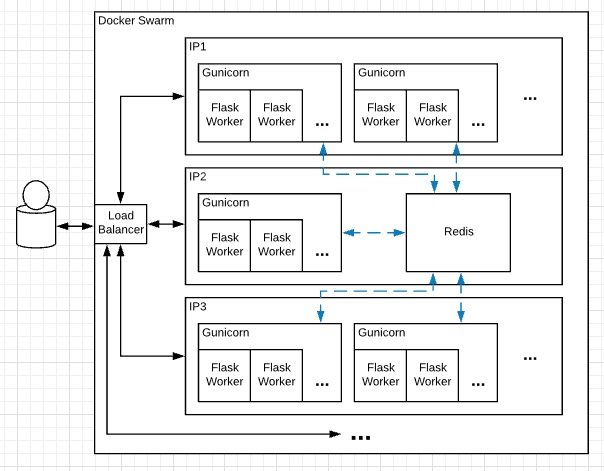 Docker Swarm
IP1
Gunicorn
Flask
Worker
Flask
Worker
...
Gunicorn
Flask
Worker
Flask
Worker
...
...
IP2
Gunicorn
Flask
Worker
Flask
Worker
...
Redis
Load
Balancer
IP3
Gunicorn
Flask
Worker
Flask
Worker
...
Gunicorn
Flask
Worker
Flask
Worker
...
...
...